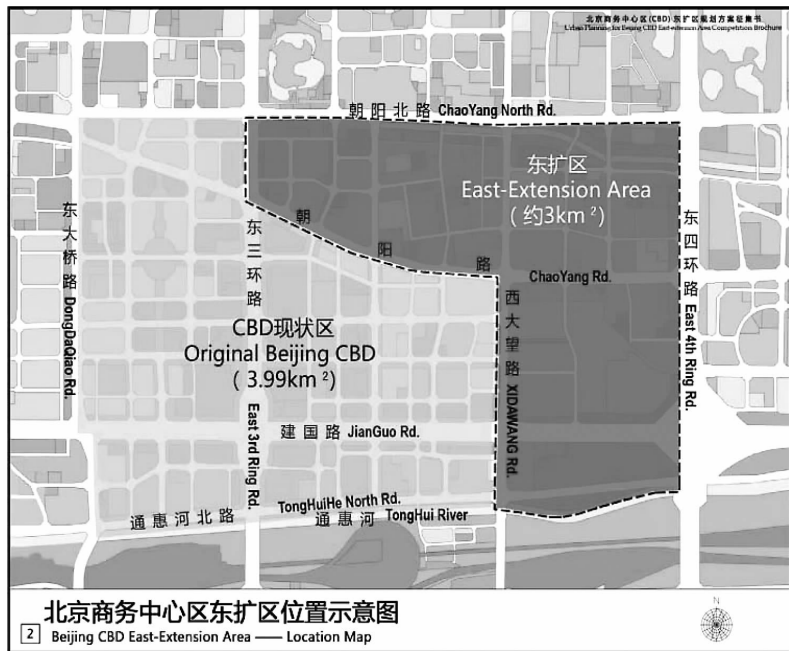 北京商务中心区(CBD)东扩区规划方案征集书
Urban Planning for Beijing CBD East-extension Area Competition Brochure
朝阳北路 ChaoYang North Rd.
东扩区
East-Extension Area
(约3km²)
东大桥路 DongDaQiao Rd.
东三环路
朝阳路
ChaoYang Rd.
东四环路 East 4th Ring Rd.
西大望路 XIDAWANG Rd.
CBD现状区
Original Beijing CBD
(3.99km²)
East 3rd Ring Rd.
建国路 JianGuo Rd.
TongHuiHe North Rd.
通惠河北路
通惠河 TongHui River
北京商务中心区东扩区位置示意图
2 Beijing CBD East-Extension Area —— Location Map
N